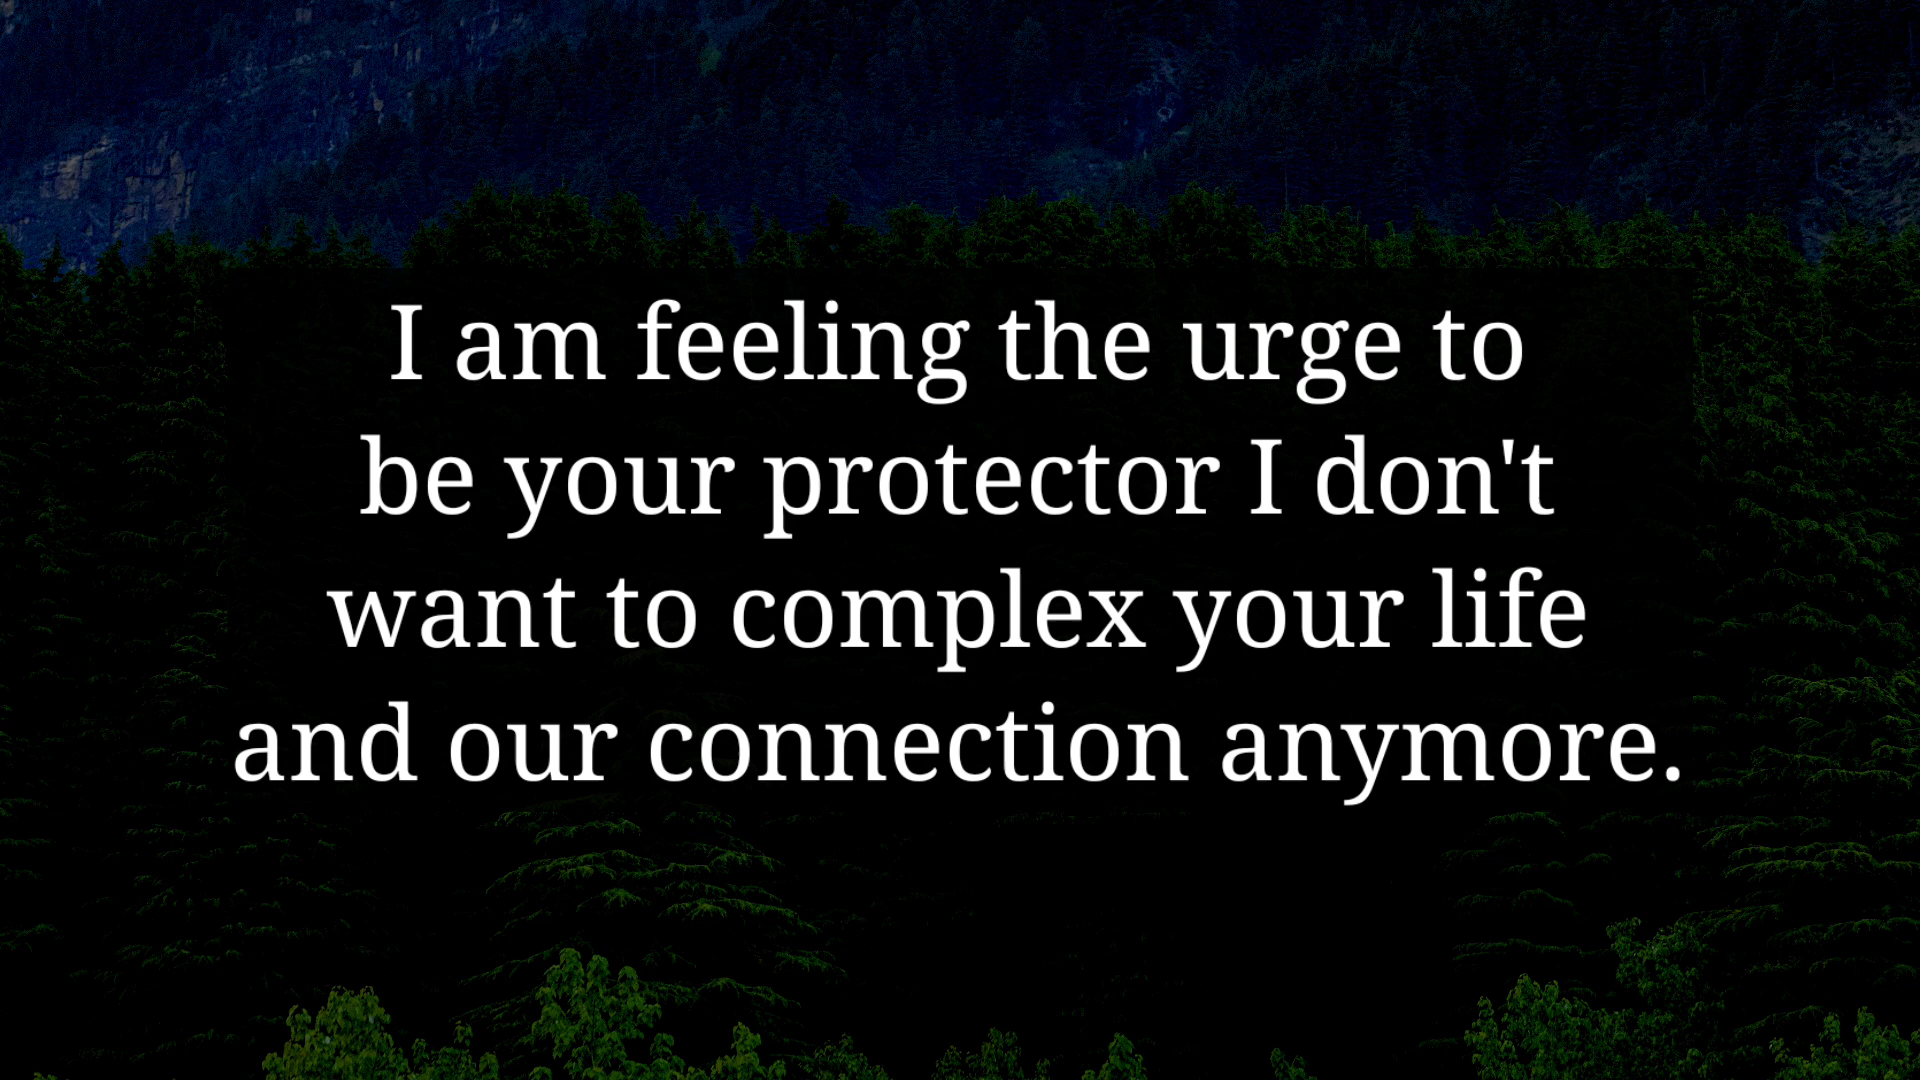 I am feeling the urge to
be your protector I don't
want to complex your life
and our connection anymore.